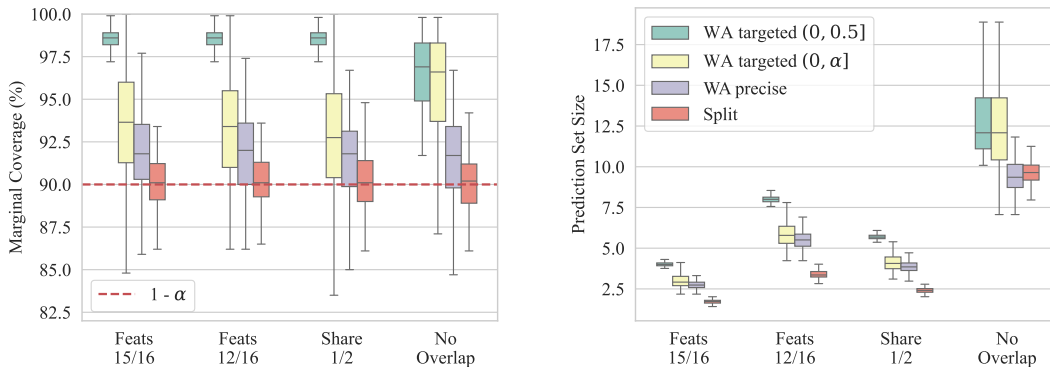 Marginal Coverage (%)
100.0
97.5
95.0
92.5
90.0
87.5
85.0
82.5
1 - α
Feats
15/16
Feats
12/16
Share
1/2
No
Overlap
Prediction Set Size
17.5
15.0
12.5
10.0
7.5
5.0
2.5
WA targeted (0, 0.5]
WA targeted (0, α]
WA precise
Split
Feats
15/16
Feats
12/16
Share
1/2
No
Overlap